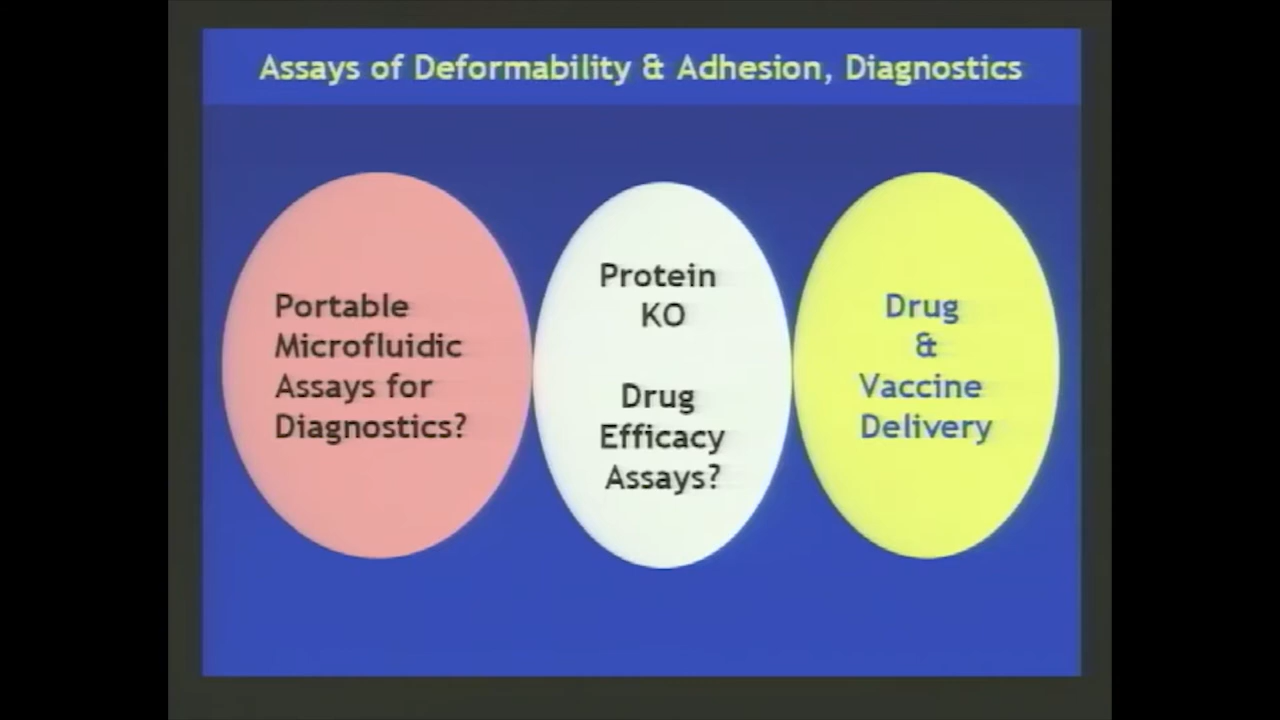 Assays of Deformability & Adhesion, Diagnostics
Portable
Microfluidic
Assays for
Diagnostics?
Protein
KO
Drug
Efficacy
Assays?
Drug
&
Vaccine
Delivery